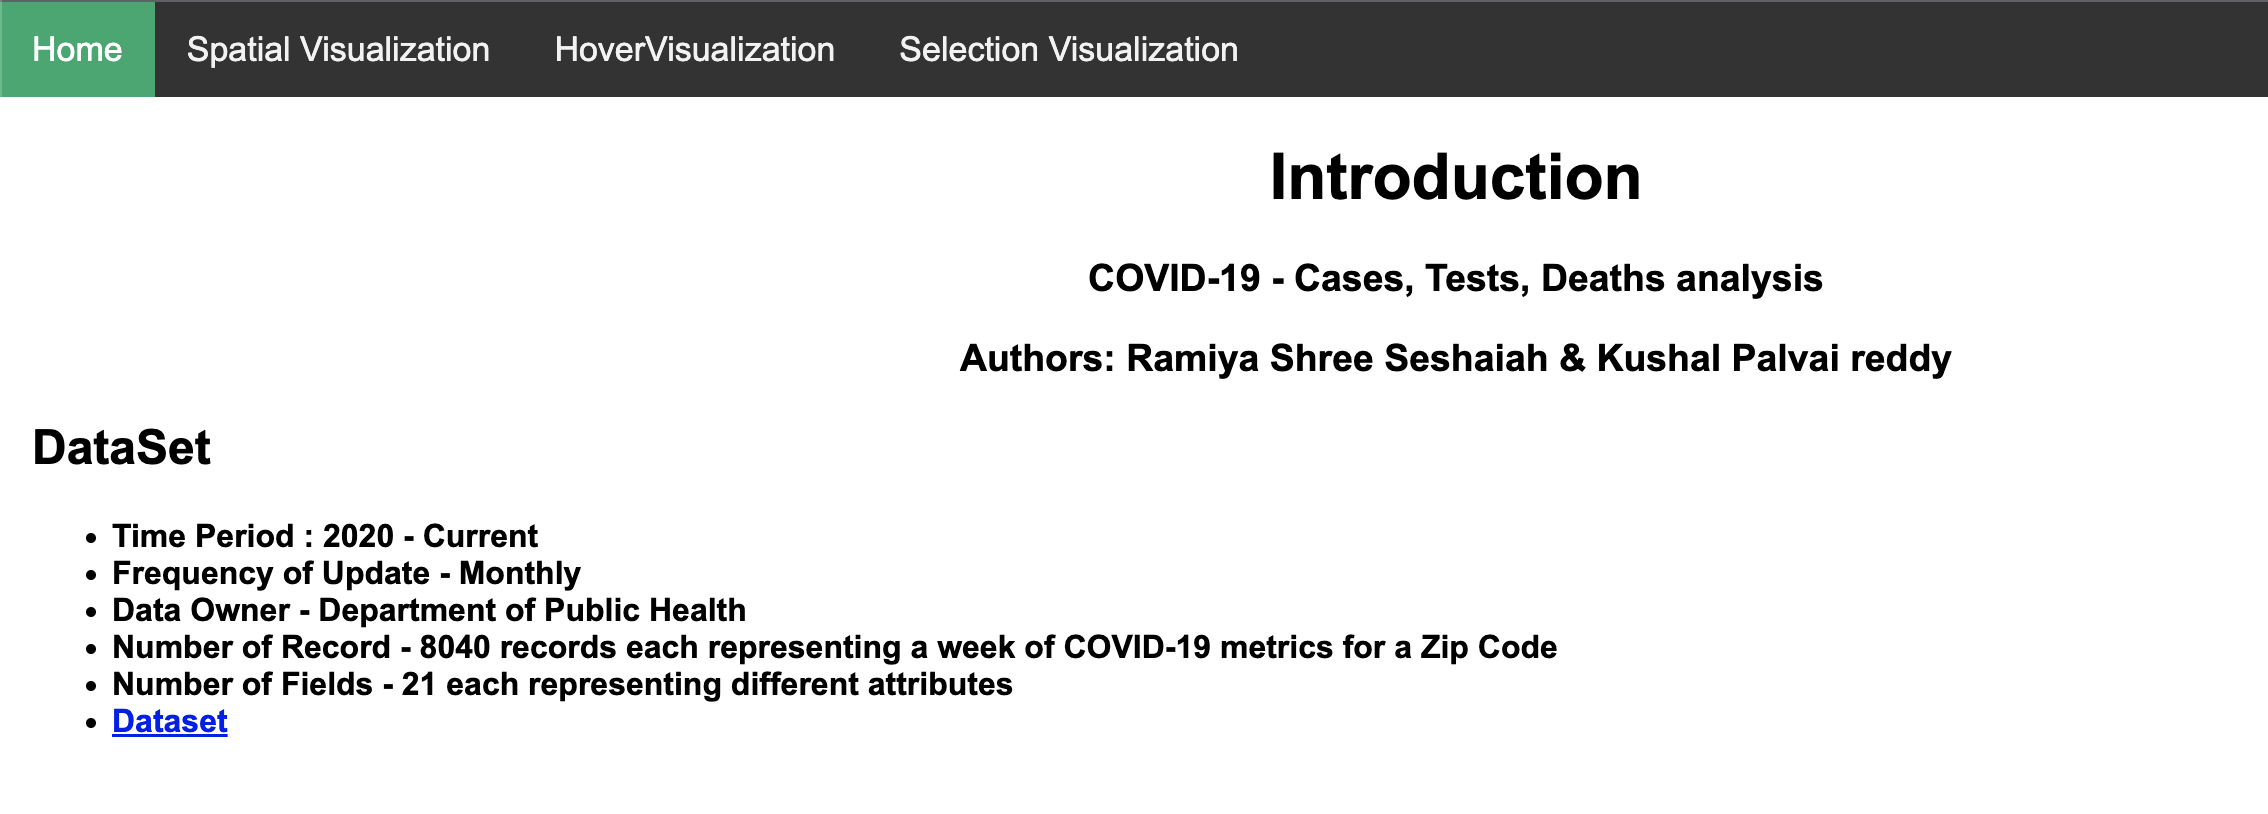 Home Spatial Visualization HoverVisualization Selection Visualization
Introduction
COVID-19 - Cases, Tests, Deaths analysis
Authors: Ramiya Shree Seshaiah & Kushal Palvai reddy
DataSet
• Time Period : 2020 - Current
• Frequency of Update - Monthly
• Data Owner - Department of Public Health
• Number of Record - 8040 records each representing a week of COVID-19 metrics for a Zip Code
• Number of Fields - 21 each representing different attributes
• Dataset